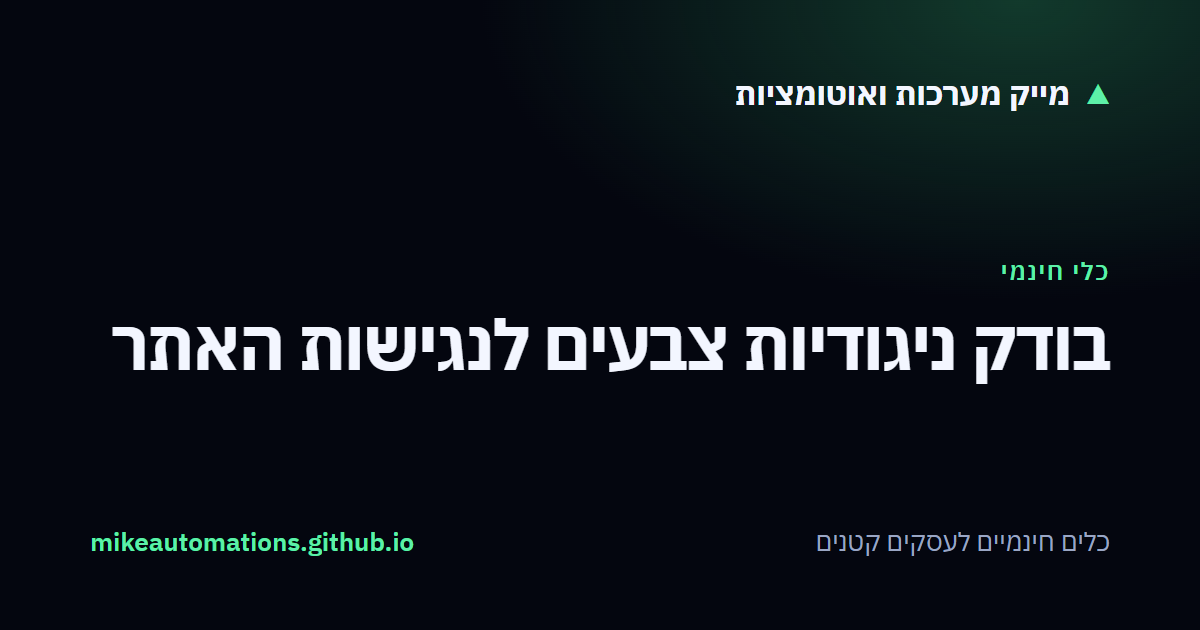 מייק מערכות ואוטומציות
כלי חינמי
בודק ניגודיות צבעים לנגישות האתר
כלים חינמיים לעסקים קטנים
mikeautomations.github.io